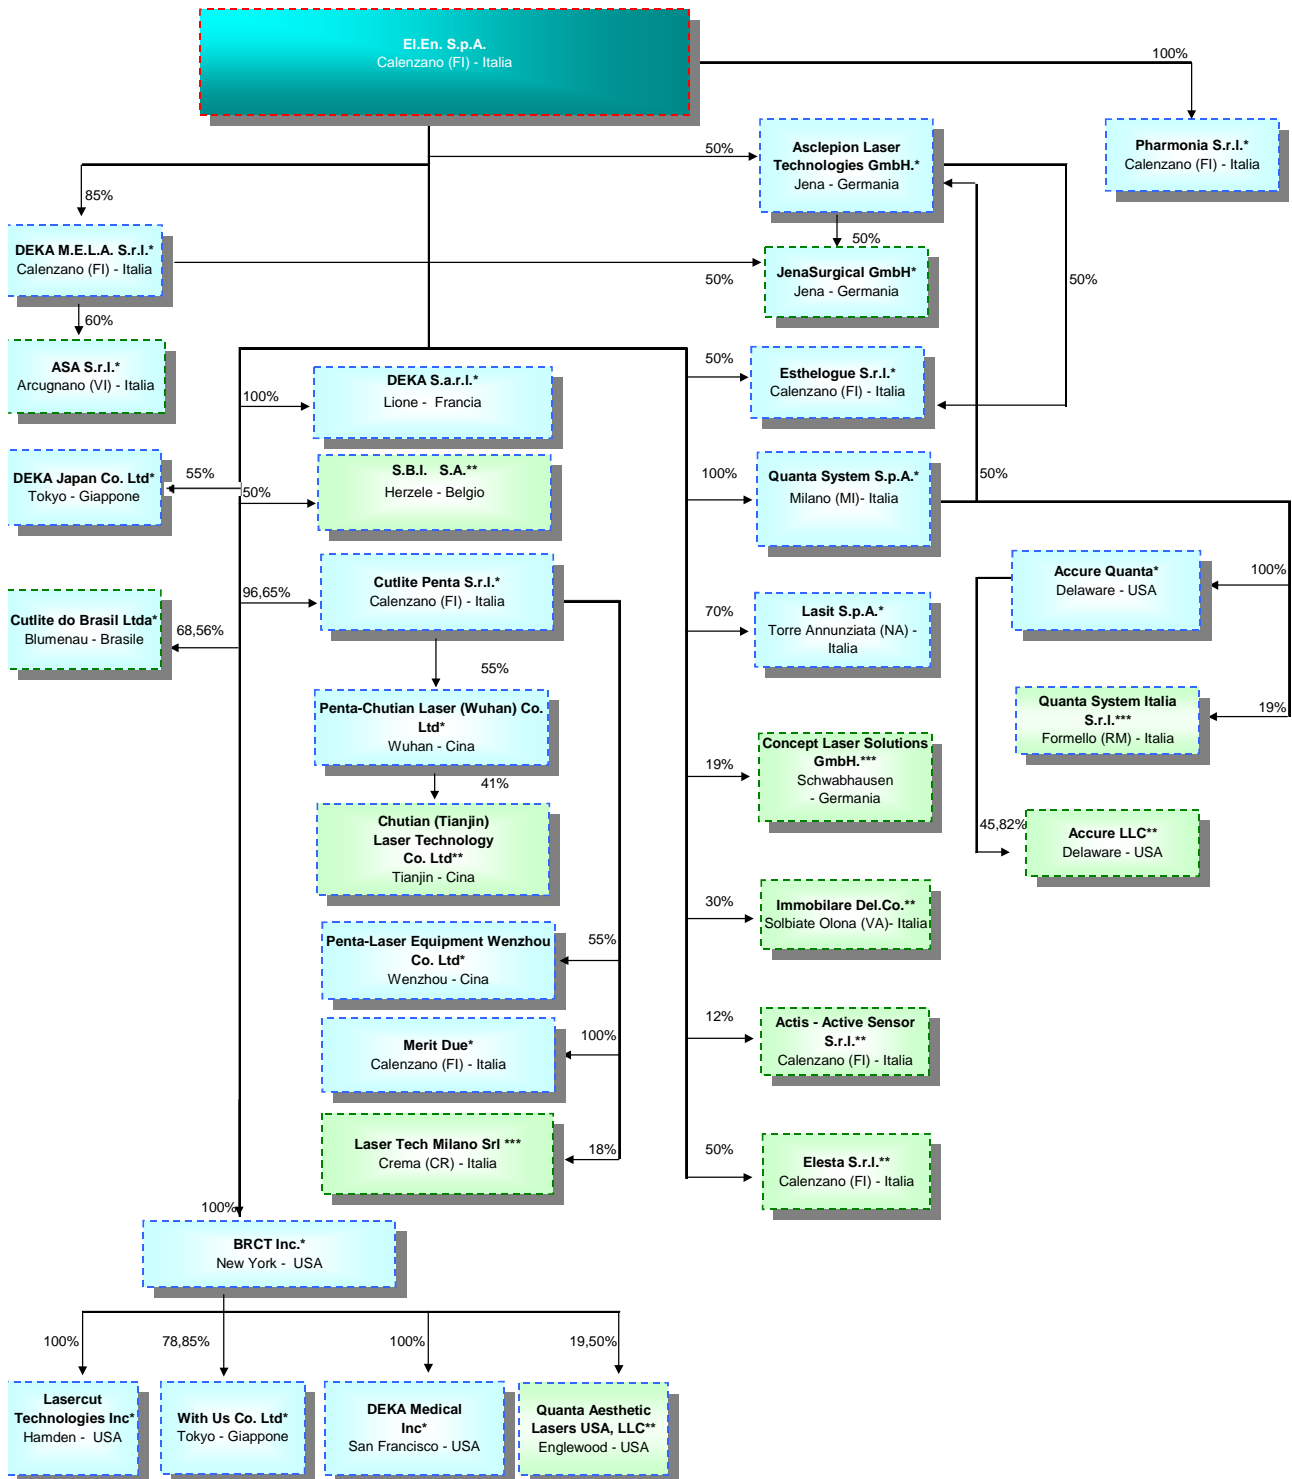 El.En. S.p.A.
Calenzano (FI) - Italia
100%
50%
Asclepion Laser
Technologies GmbH.*
Jena - Germania
Pharmonia S.r.l.*
Calenzano (FI) - Italia
85%
DEKA M.E.L.A. S.r.l.*
Calenzano (FI) - Italia
50%
50%
JenaSurgical GmbH*
Jena - Germania
50%
60%
ASA S.r.l.*
Arcugnano (VI) - Italia
100%
DEKA S.a.r.l.*
Lione - Francia
50%
Esthelogue S.r.l.*
Calenzano (FI) - Italia
DEKA Japan Co. Ltd*
Tokyo - Giappone
55%
50%
S.B.I. S.A.**
Herzele - Belgio
100%
Quanta System S.p.A.*
Milano (MI)- Italia
50%
Cutlite do Brasil Ltda*
Blumenau - Brasile
68,56%
96,65%
Cutlite Penta S.r.l.*
Calenzano (FI) - Italia
70%
Lasit S.p.A.*
Torre Annunziata (NA) -
Italia
Accure Quanta*
Delaware - USA
100%
55%
Penta-Chutian Laser (Wuhan) Co.
Ltd*
Wuhan - Cina
19%
Concept Laser Solutions
GmbH.***
Schwabhausen
- Germania
Quanta System Italia
S.r.l.***
Formello (RM) - Italia
19%
41%
Chutian (Tianjin)
Laser Technology
Co. Ltd**
Tianjin - Cina
45,82%
Accure LLC**
Delaware - USA
30%
Immobilare Del.Co.**
Solbiate Olona (VA)- Italia
Penta-Laser Equipment Wenzhou
Co. Ltd*
Wenzhou - Cina
55%
12%
Actis - Active Sensor
S.r.l.**
Calenzano (FI) - Italia
Merit Due*
Calenzano (FI) - Italia
100%
Laser Tech Milano Srl ***
Crema (CR) - Italia
18%
50%
Elesta S.r.l.**
Calenzano (FI) - Italia
100%
BRCT Inc.*
New York - USA
100%
78,85%
100%
19,50%
Lasercut
Technologies Inc*
Hamden - USA
With Us Co. Ltd*
Tokyo - Giappone
DEKA Medical
Inc*
San Francisco - USA
Quanta Aesthetic
Lasers USA, LLC**
Englewood - USA